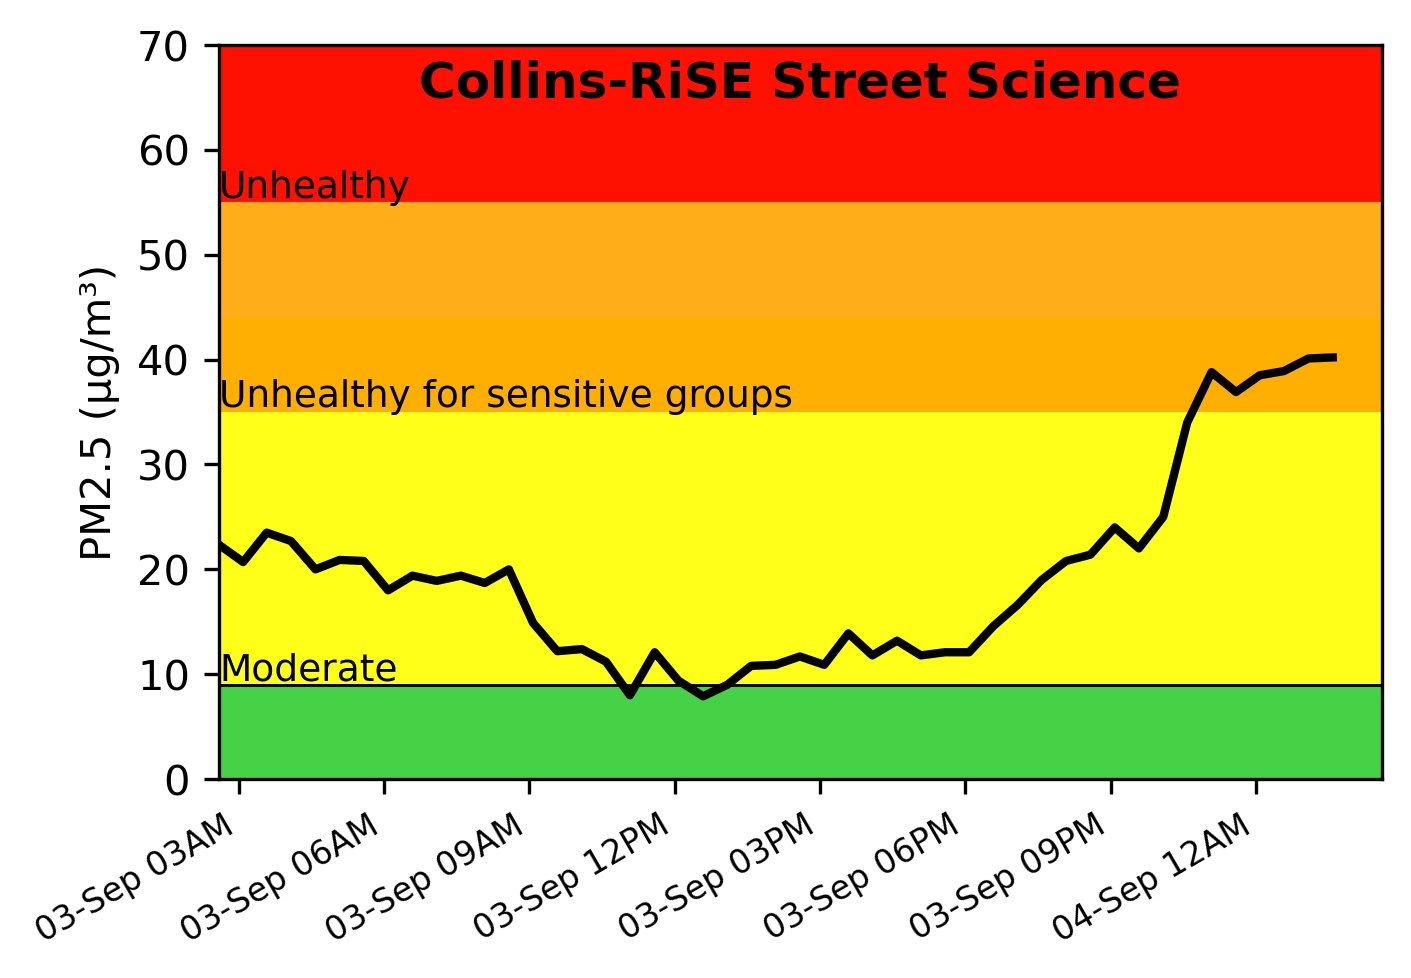 Collins-RiSE Street Science
PM2.5 (µg/m³)
70
60
50
40
30
20
10
0
Unhealthy
Unhealthy for sensitive groups
Moderate
03-Sep 03AM
03-Sep 06AM
03-Sep 09AM
03-Sep 12PM
03-Sep 03PM
03-Sep 06PM
03-Sep 09PM
04-Sep 12AM